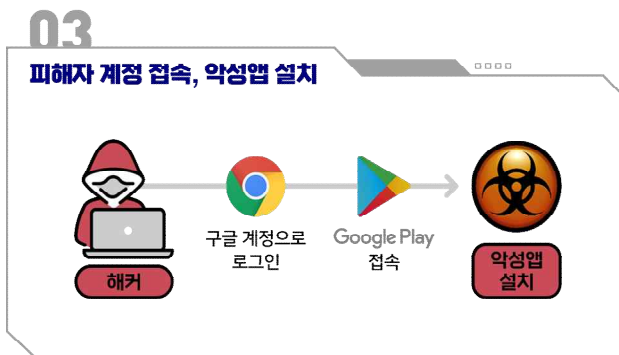 03
피해자 계정 접속, 악성앱 설치
해커
구글 계정으로
로그인
Google Play
접속
악성앱
설치